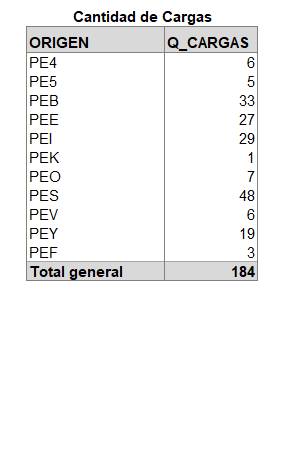 Cantidad de Cargas
ORIGEN Q_CARGAS
PE4 6
PE5 5
PEB 33
PEE 27
PEI 29
PEK 1
PEO 7
PES 48
PEV 6
PEY 19
PEF 3
Total general 184